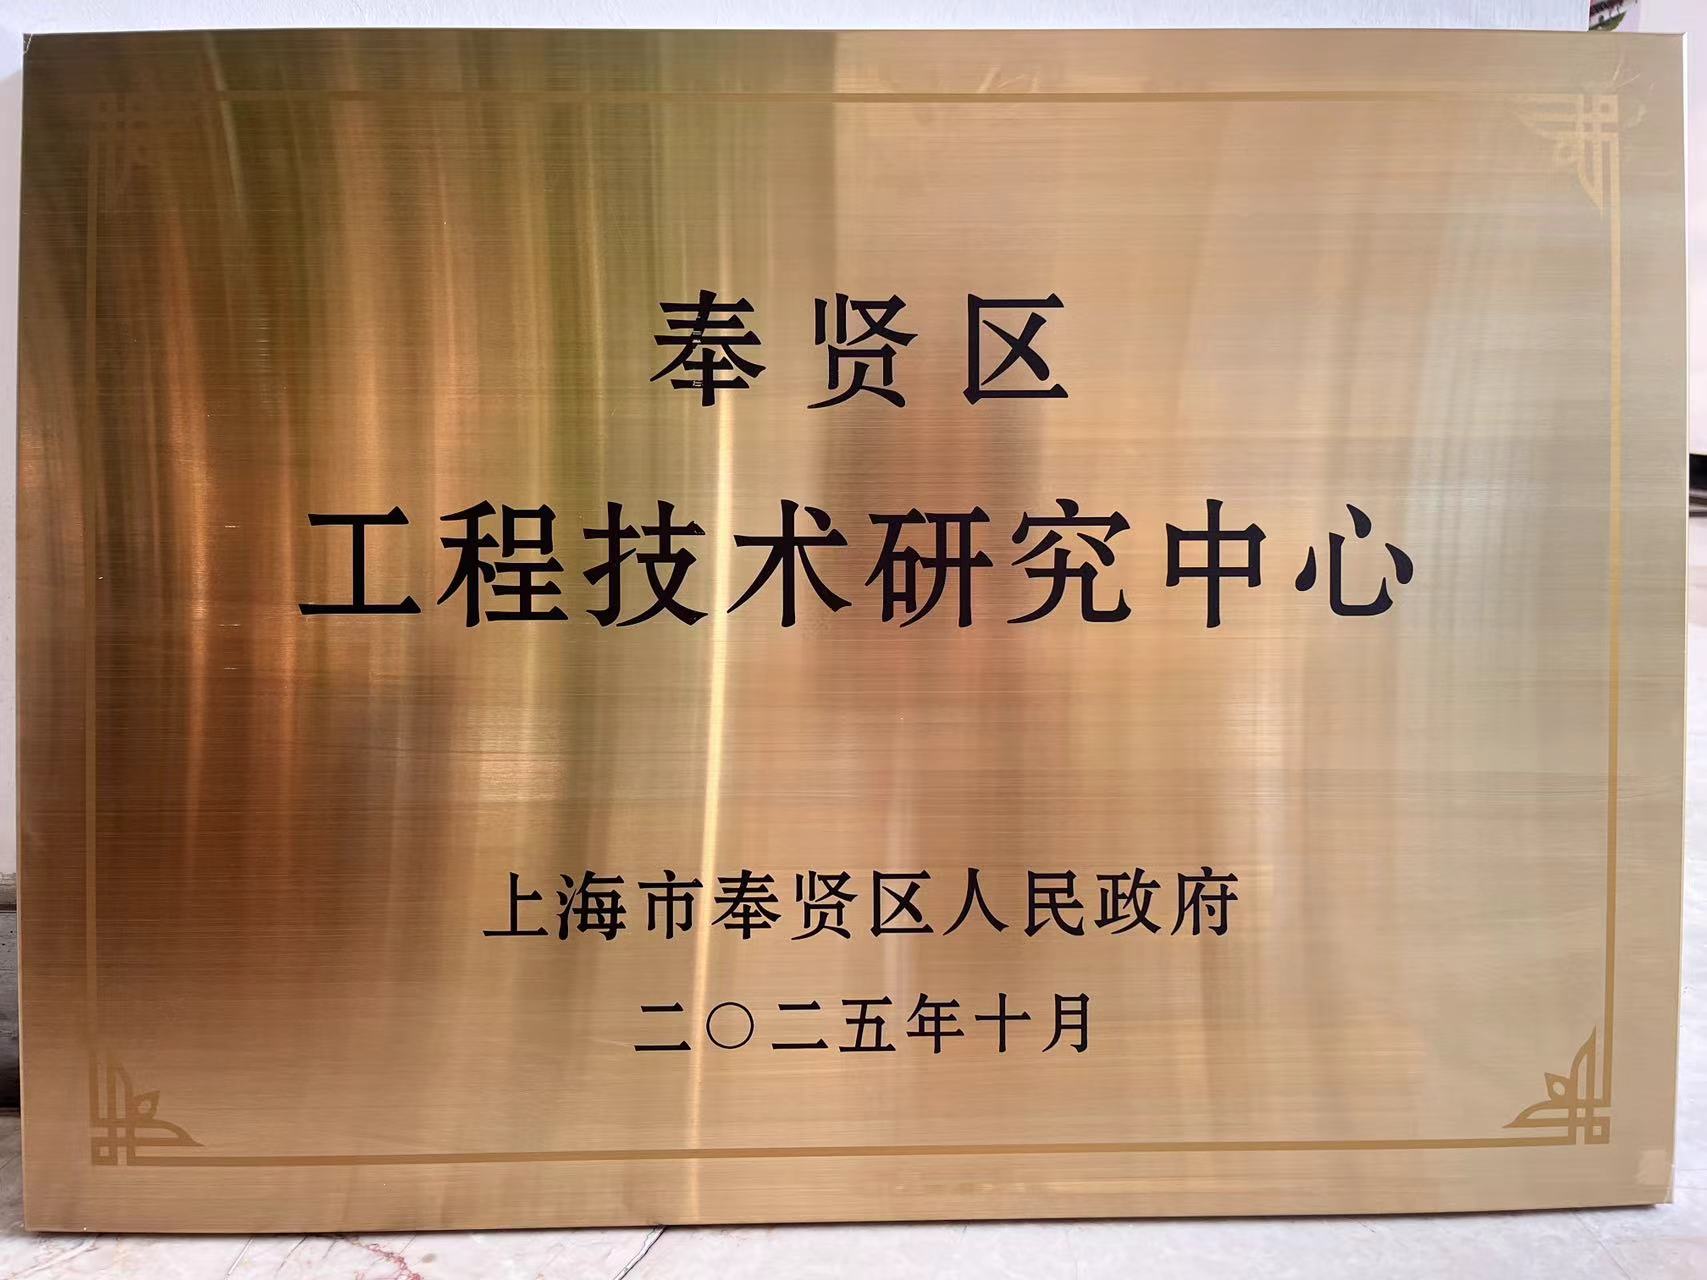 奉贤区
工程技术研究中心
上海市奉贤区人民政府
二〇二五年十月